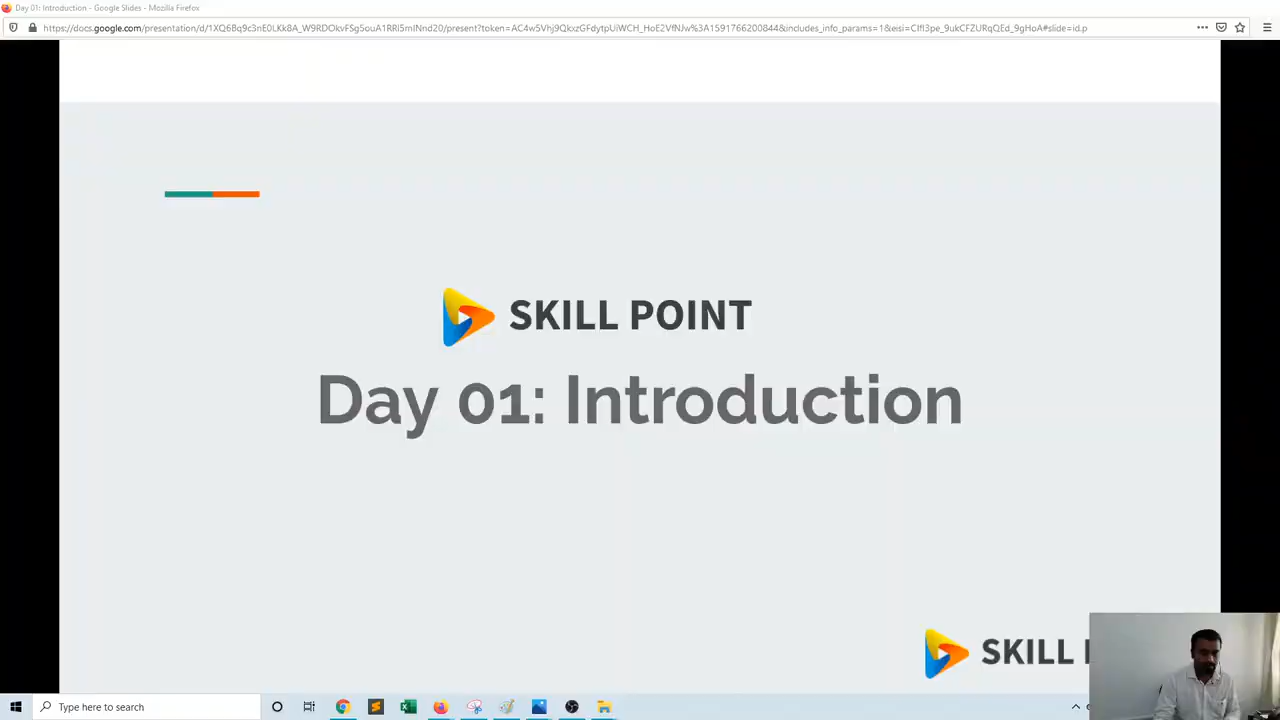 Day 01: Introduction - Google Slides - Mozilla Firefox
SKILL POINT
Day 01: Introduction
SKILL
Type here to search